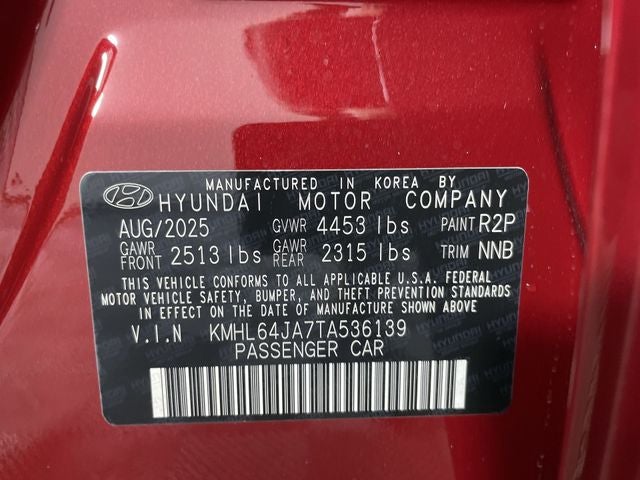 MANUFACTURED IN KOREA BY
HYUNDAI MOTOR COMPANY
AUG/2025 GVWR 4453 lbs PAINT R2P
GAWR FRONT 2513 lbs GAWR REAR 2315 lbs TRIM NNB
THIS VEHICLE CONFORMS TO ALL APPLICABLE U.S.A. FEDERAL
MOTOR VEHICLE SAFETY, BUMPER, AND THEFT PREVENTION STANDARDS
IN EFFECT ON THE DATE OF MANUFACTURE SHOWN ABOVE
V.I.N KMHL64JA7TA536139
PASSENGER CAR